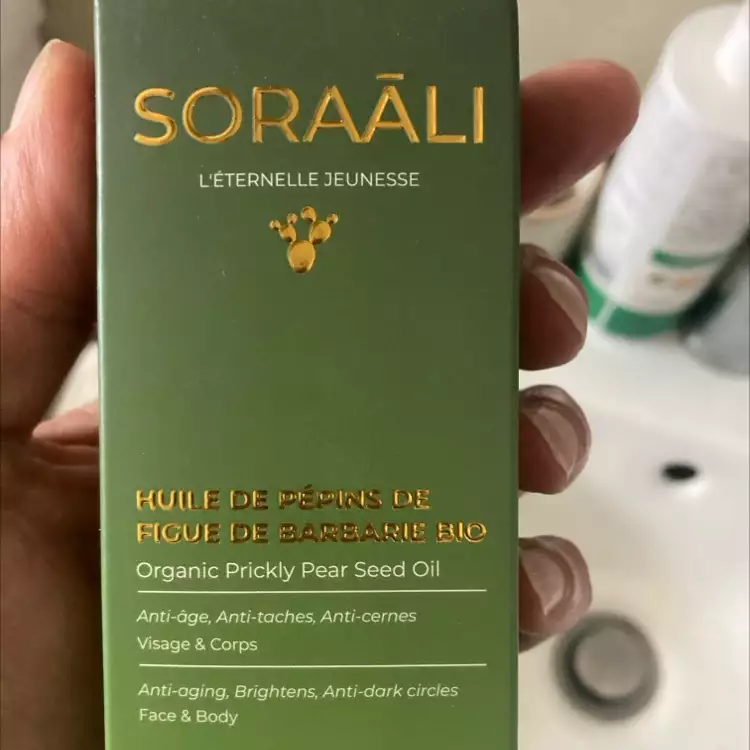 SORAĀLI
L'ÉTERNELLE JEUNESSE
HUILE DE PÉPINS DE
FIGUE DE BARBARIE BIO
Organic Prickly Pear Seed Oil
Anti-âge, Anti-taches, Anti-cernes
Visage & Corps
Anti-aging, Brightens, Anti-dark circles
Face & Body